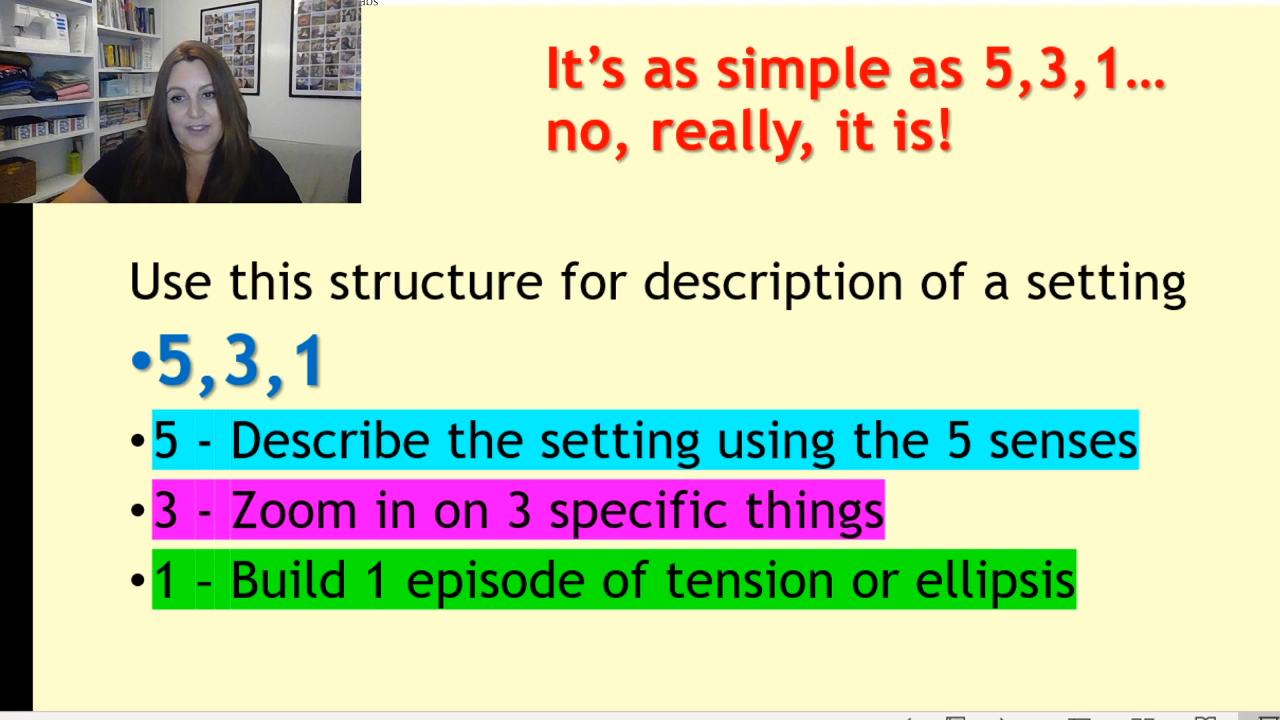 abs
It's as simple as 5,3,1…
no, really, it is!
Use this structure for description of a setting
•5,3,1
•5 - Describe the setting using the 5 senses
•3 - Zoom in on 3 specific things
•1 – Build 1 episode of tension or ellipsis